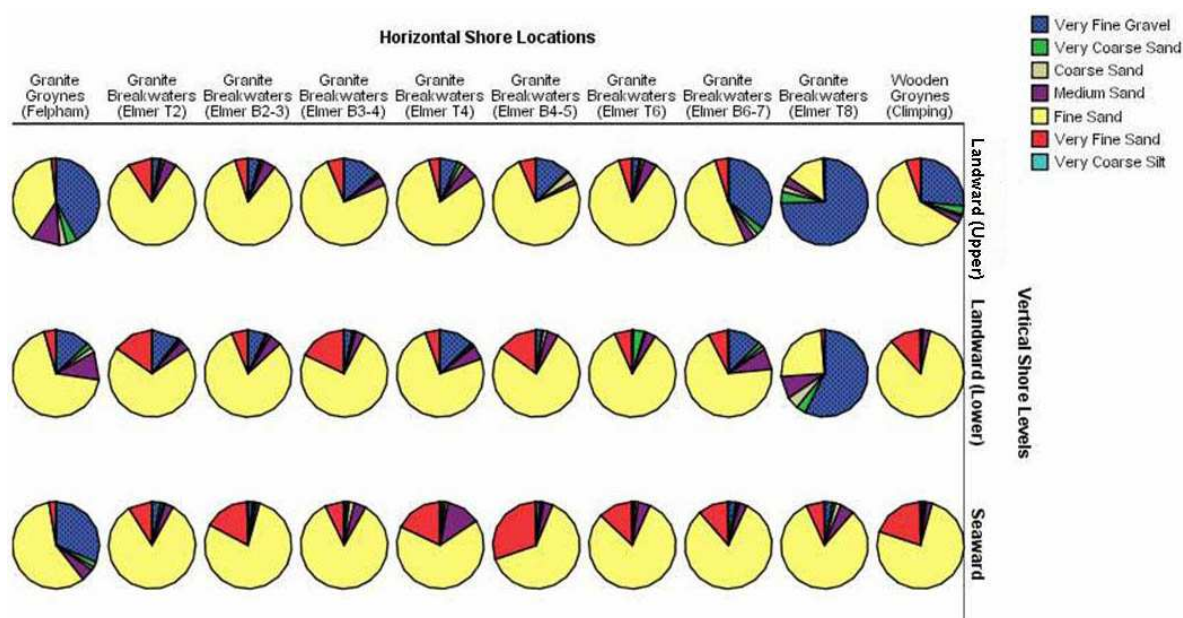 Horizontal Shore Locations
Granite
Groynes
(Felpham)
Granite
Breakwaters
(Elmer T2)
Granite
Breakwaters
(Elmer B2-3)
Granite
Breakwaters
(Elmer B3-4)
Granite
Breakwaters
(Elmer T4)
Granite
Breakwaters
(Elmer B4-5)
Granite
Breakwaters
(Elmer T6)
Granite
Breakwaters
(Elmer B6-7)
Granite
Breakwaters
(Elmer T8)
Wooden
Groynes
(Climping)
Very Fine Gravel
Very Coarse Sand
Coarse Sand
Medium Sand
Fine Sand
Very Fine Sand
Very Coarse Silt
Landward (Upper)
Landward (Lower)
Seaward
Vertical Shore Levels